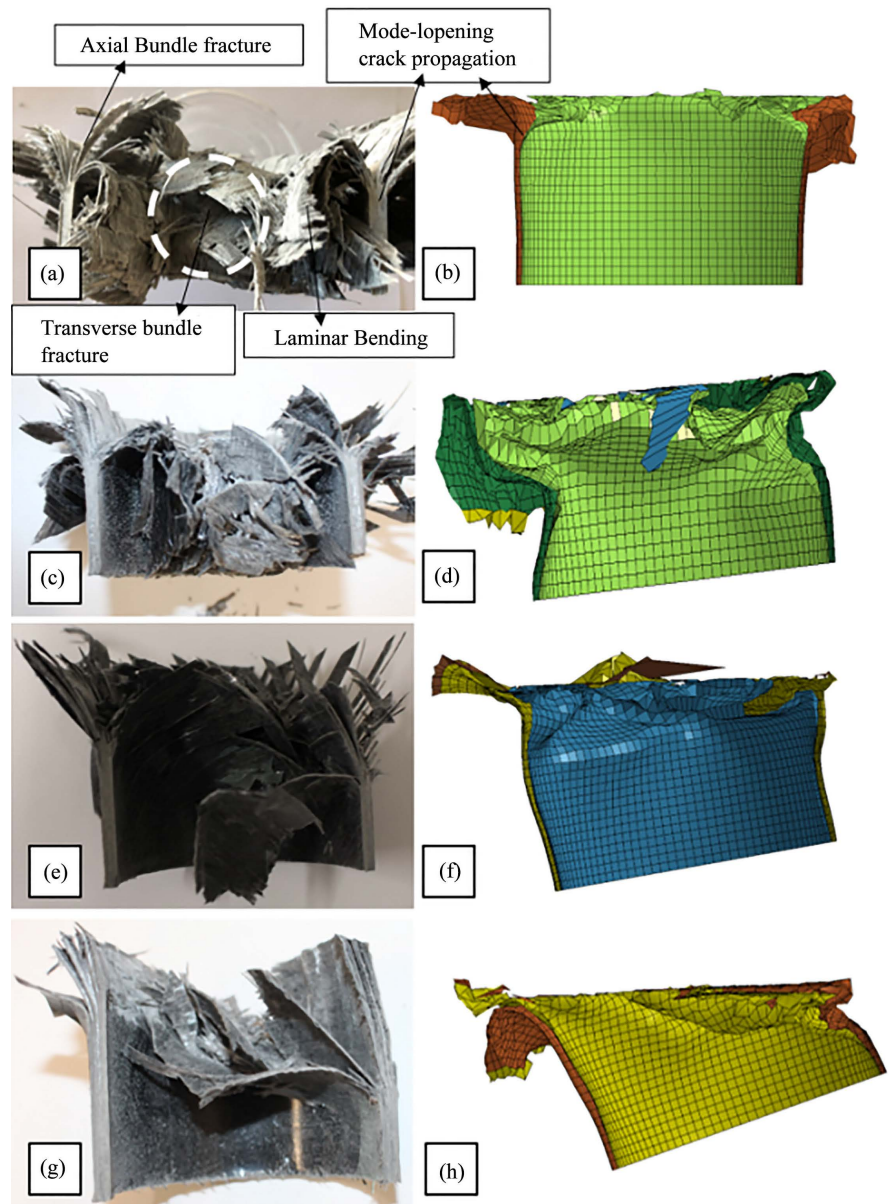 Axial Bundle fracture
Mode-lopening
crack propagation
(a)
(b)
Transverse bundle
fracture
Laminar Bending
(c)
(d)
(e)
(f)
(g)
(h)